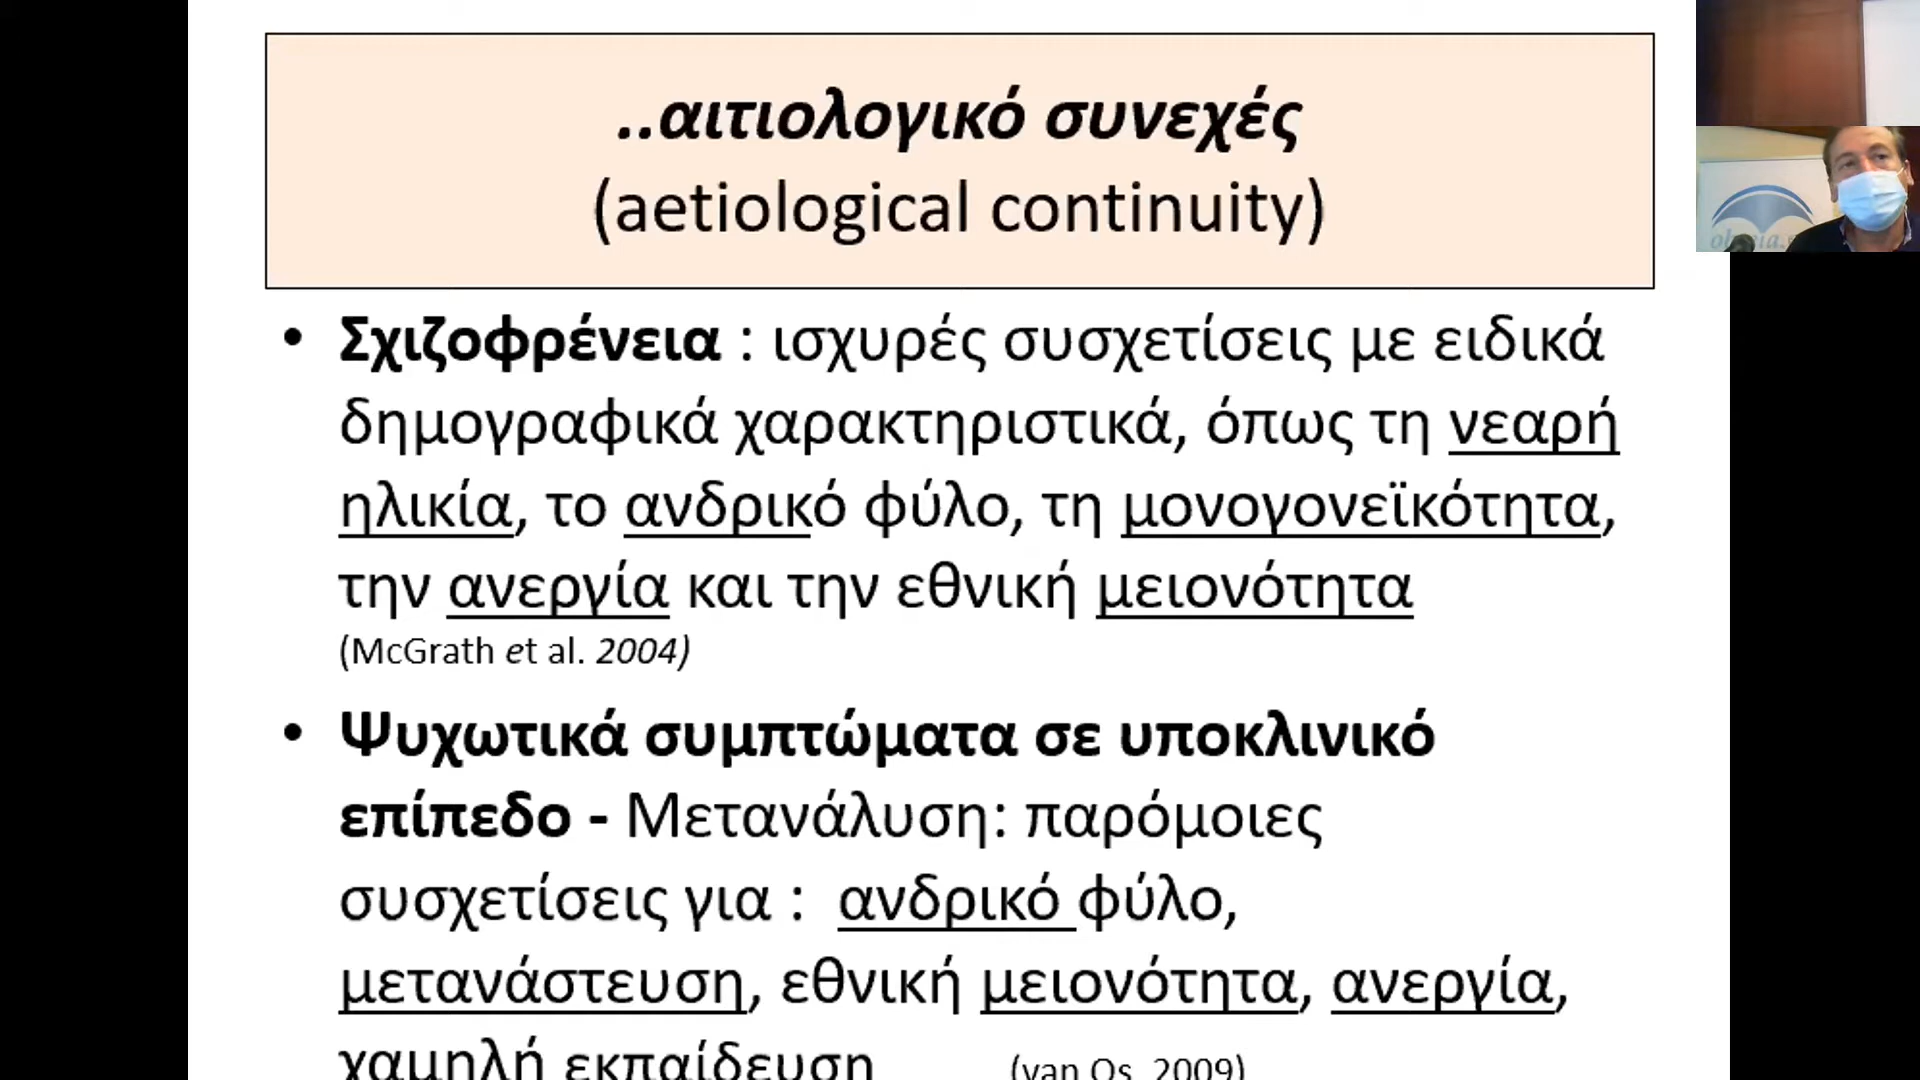 ..αιτιολογικό συνεχές
(aetiological continuity)
• Σχιζοφρένεια : ισχυρές συσχετίσεις με ειδικά
δημογραφικά χαρακτηριστικά, όπως τη νεαρή
ηλικία, το ανδρικό φύλο, τη μονογονεϊκότητα,
την ανεργία και την εθνική μειονότητα
(McGrath et al. 2004)
• Ψυχωτικά συμπτώματα σε υποκλινικό
επίπεδο - Μετανάλυση: παρόμοιες
συσχετίσεις για : ανδρικό φύλο,
μετανάστευση, εθνική μειονότητα, ανεργία,
χαμηλή εκπαίδευση (van Os, 2009)